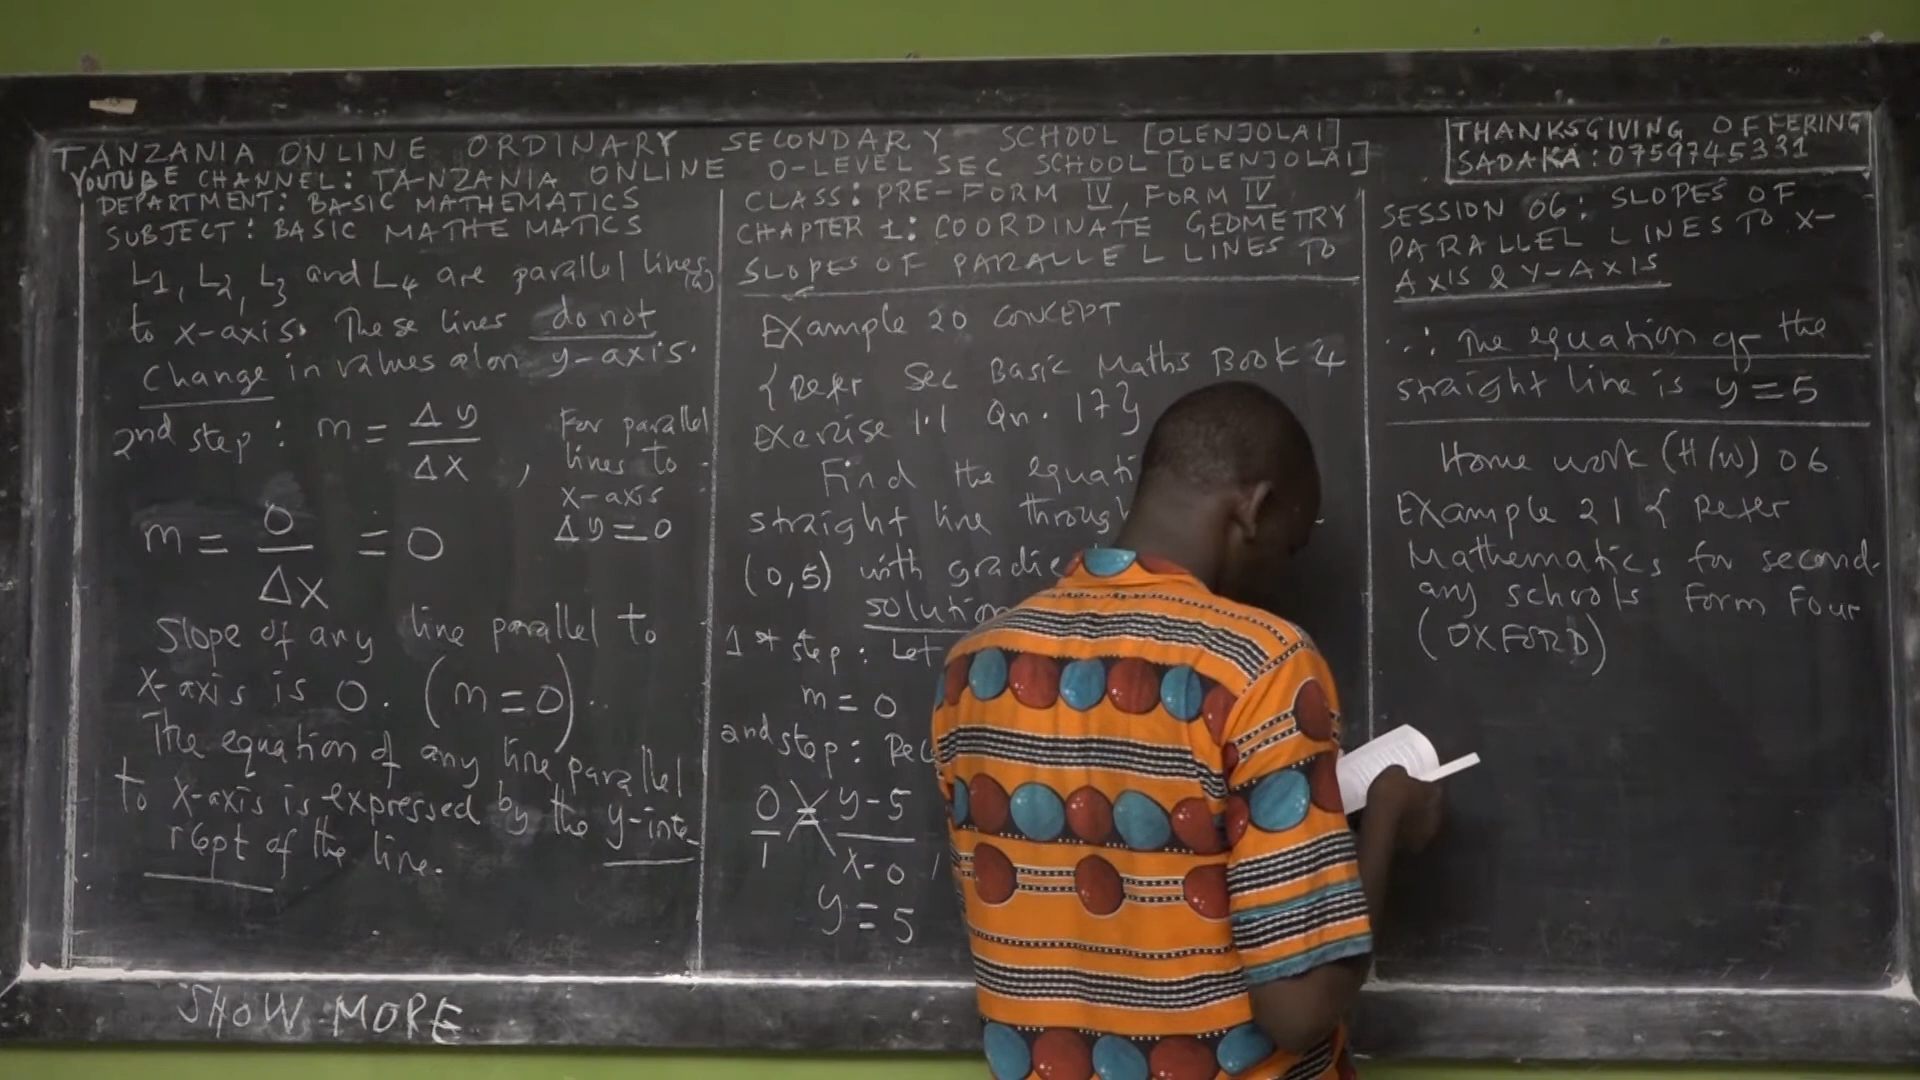 TANZANIA ONLINE ORDINARY SECONDARY SCHOOL [OLENJOLAI]
YOUTUBE CHANNEL: TANZANIA ONLINE O-LEVEL SEC SCHOOL [OLENJOLAI]
DEPARTMENT: BASIC MATHEMATICS
SUBJECT: BASIC MATHEMATICS
L1, L2, L3 and L4 are parallel lines
to x-axis. These lines do not
change in values alon y-axis.
2nd step: m = Δy/Δx ,
For parallel
lines to
x-axis
Δy = 0
m = 0/Δx = 0
Slope of any line parallel to
x-axis is 0. (m = 0).
The equation of any line parallel
to x-axis is expressed by the y-inte-
rcept of the line.
SHOW MORE
CLASS: PRE-FORM IV, FORM IV
CHAPTER 1: COORDINATE GEOMETRY
SLOPES OF PARALLEL LINES TO
Example 20 CONCEPT
{Refer Sec Basic Maths Book 4
Exercise 1.1 Qn. 17}
Find the equati
straight line throug
(0,5) with gradie
solution
1st step: Let
m = 0
2nd step: Rec
0/1 = y-5/x-0
y = 5
THANKSGIVING OFFERING
SADAKA: 0759745331
SESSION 06: SLOPES OF
PARALLEL LINES TO X-
AXIS & Y-AXIS
∴ The equation of the
straight line is y = 5
Home work (H/W) 06
Example 21 { Refer
Mathematics for second-
ary schools Form Four
(OXFORD)